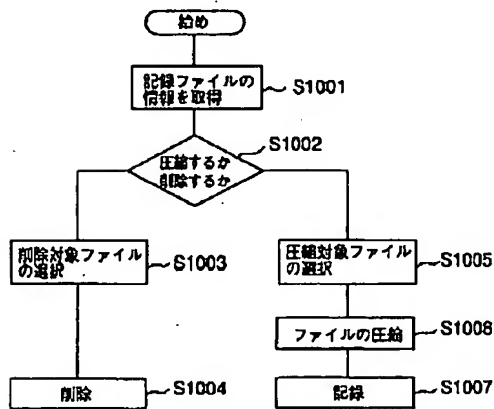 始め
記録ファイルの
情報を取得
S1001
S1002
圧縮するか
削除するか
削除対象ファイル
の選択
S1003
圧縮対象ファイル
の選択
S1005
ファイルの圧縮
S1006
削除
S1004
記録
S1007